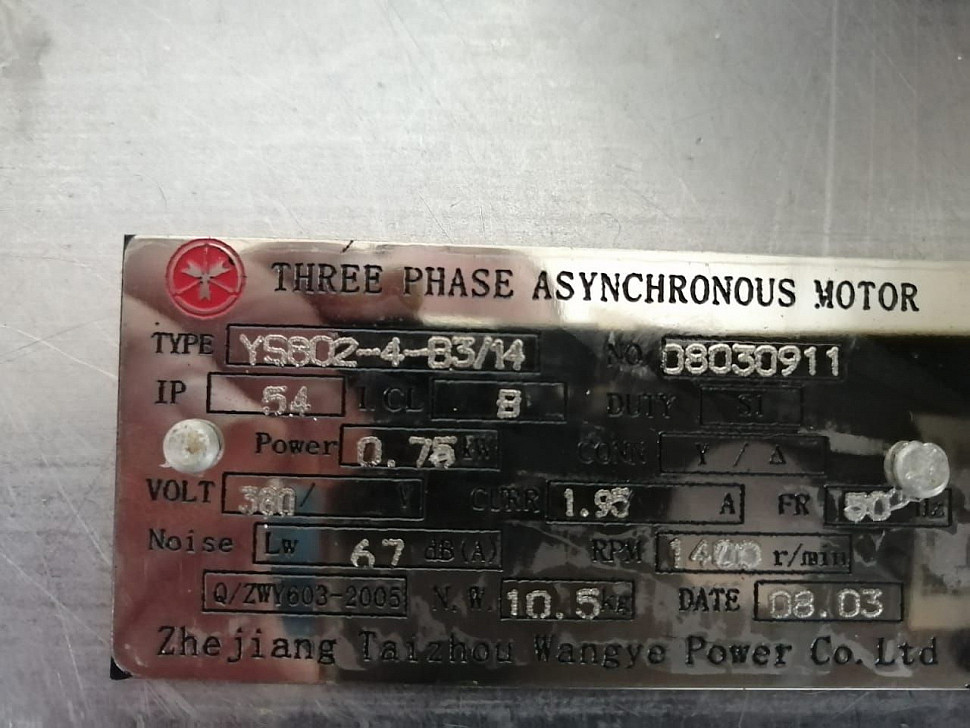 THREE PHASE ASYNCHRONOUS MOTOR
TYPE YS802-4-B3/14 NO. 08030911
IP 54 I.CL B DUTY S1
Power 0.75 kW CONN Y / Δ
VOLT 380/ V CURR 1.95 A FR 50 Hz
Noise Lw 67 dB(A) RPM 1400 r/min
Q/ZWY603-2005 N.W. 10.5 kg DATE 08.03
Zhejiang Taizhou Wangye Power Co.Ltd